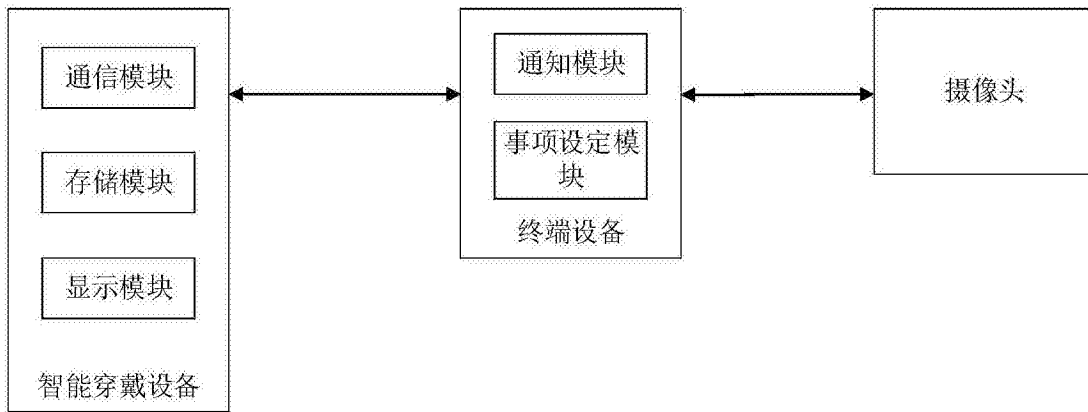 通信模块
存储模块
显示模块
智能穿戴设备
通知模块
事项设定模
块
终端设备
摄像头